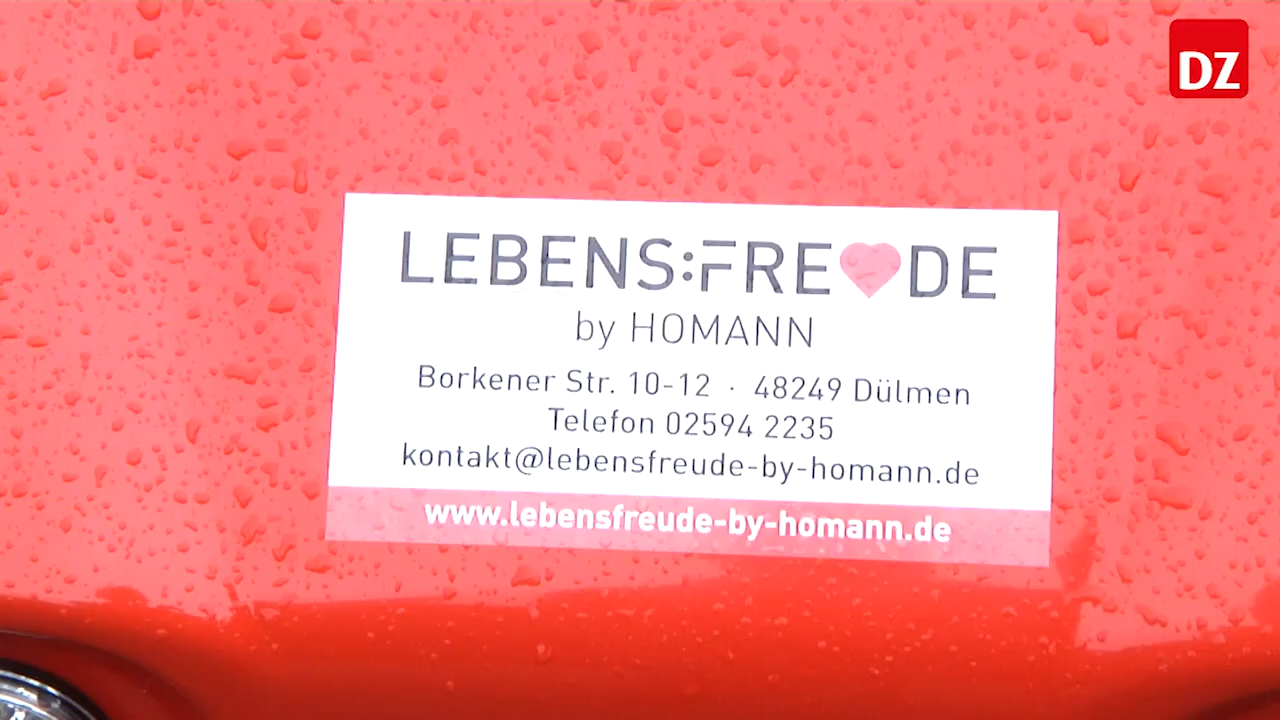 DZ
LEBENS:FRE♥DE
by HOMANN
Borkener Str. 10-12 · 48249 Dülmen
Telefon 02594 2235
kontakt@lebensfreude-by-homann.de
www.lebensfreude-by-homann.de